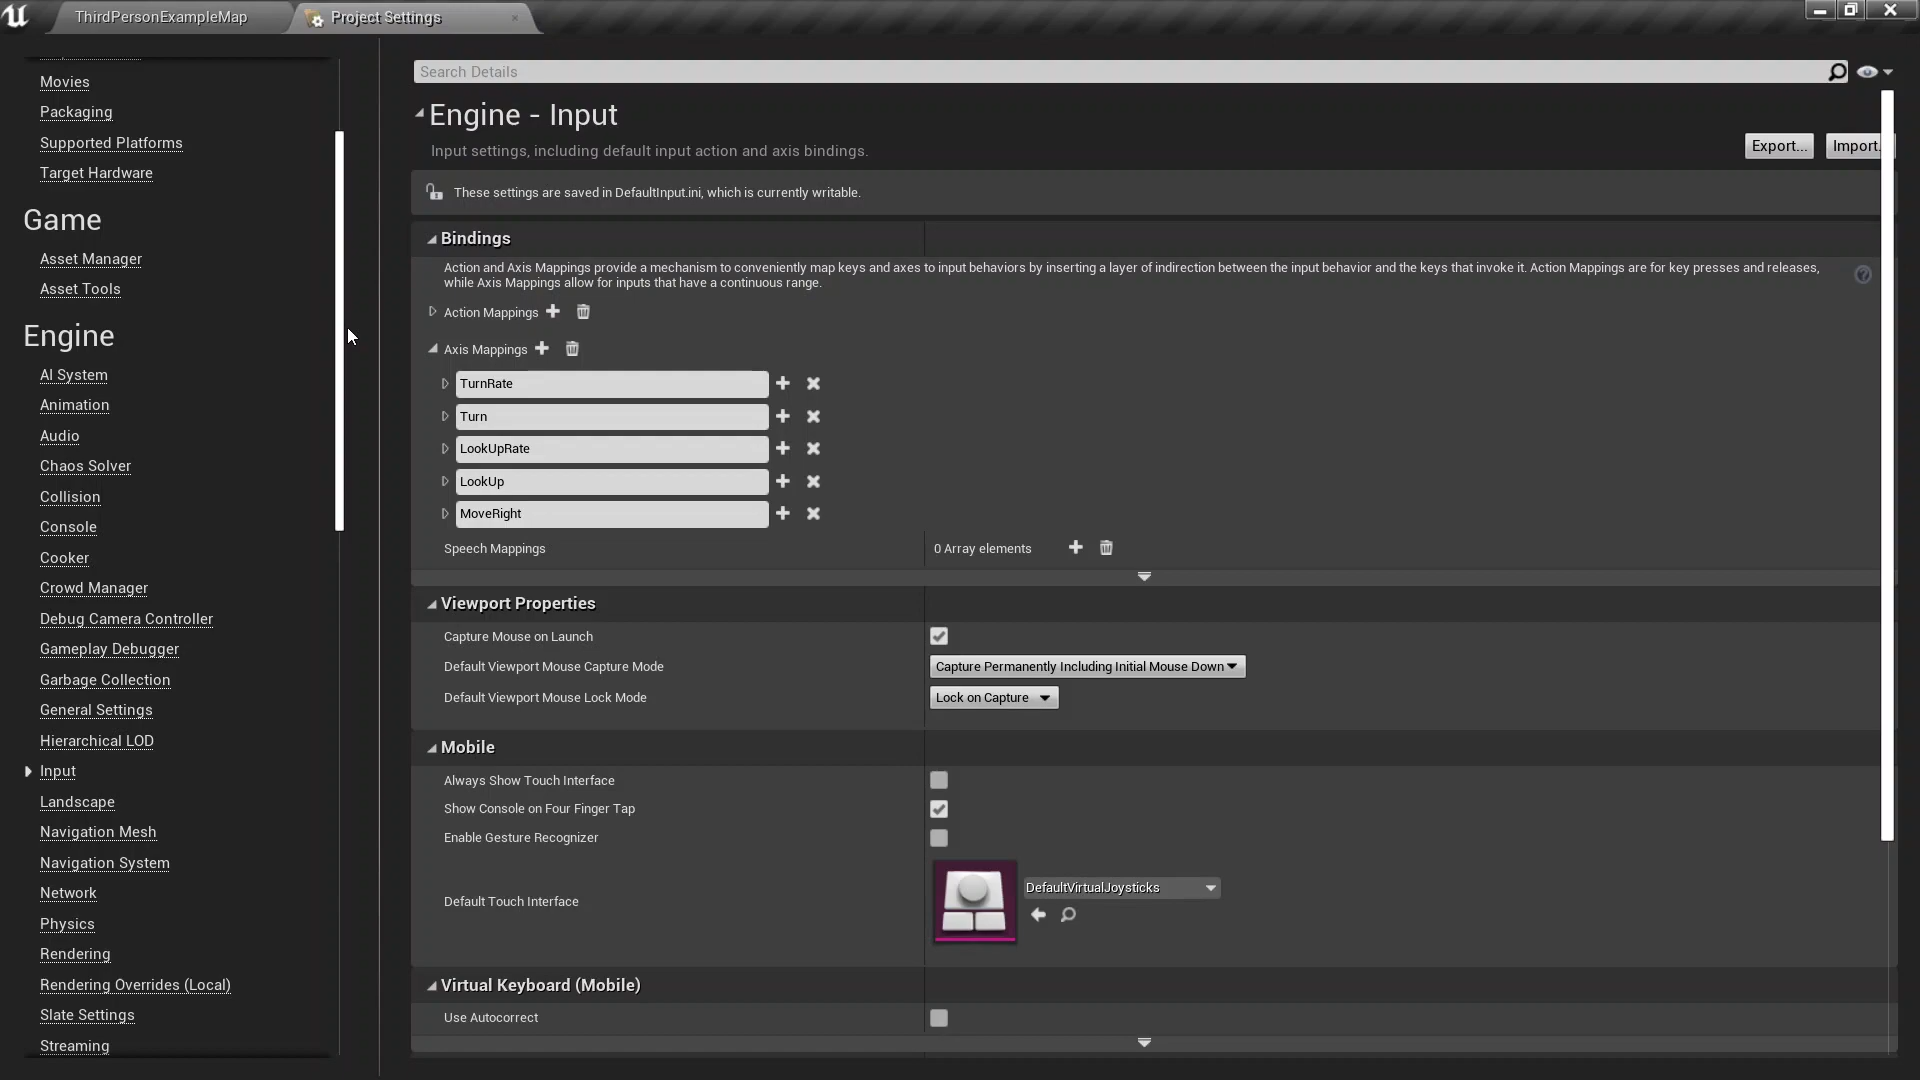 ThirdPersonExampleMap
Project Settings
Movies
Packaging
Supported Platforms
Target Hardware
Game
Asset Manager
Asset Tools
Engine
AI System
Animation
Audio
Chaos Solver
Collision
Console
Cooker
Crowd Manager
Debug Camera Controller
Gameplay Debugger
Garbage Collection
General Settings
Hierarchical LOD
Input
Landscape
Navigation Mesh
Navigation System
Network
Physics
Rendering
Rendering Overrides (Local)
Slate Settings
Streaming
Search Details
Engine - Input
Input settings, including default input action and axis bindings.
Export...
Import.
These settings are saved in DefaultInput.ini, which is currently writable.
Bindings
Action and Axis Mappings provide a mechanism to conveniently map keys and axes to input behaviors by inserting a layer of indirection between the input behavior and the keys that invoke it. Action Mappings are for key presses and releases,
while Axis Mappings allow for inputs that have a continuous range.
Action Mappings
Axis Mappings
TurnRate
Turn
LookUpRate
LookUp
MoveRight
Speech Mappings
0 Array elements
Viewport Properties
Capture Mouse on Launch
Default Viewport Mouse Capture Mode
Capture Permanently Including Initial Mouse Down
Default Viewport Mouse Lock Mode
Lock on Capture
Mobile
Always Show Touch Interface
Show Console on Four Finger Tap
Enable Gesture Recognizer
Default Touch Interface
DefaultVirtualJoysticks
Virtual Keyboard (Mobile)
Use Autocorrect